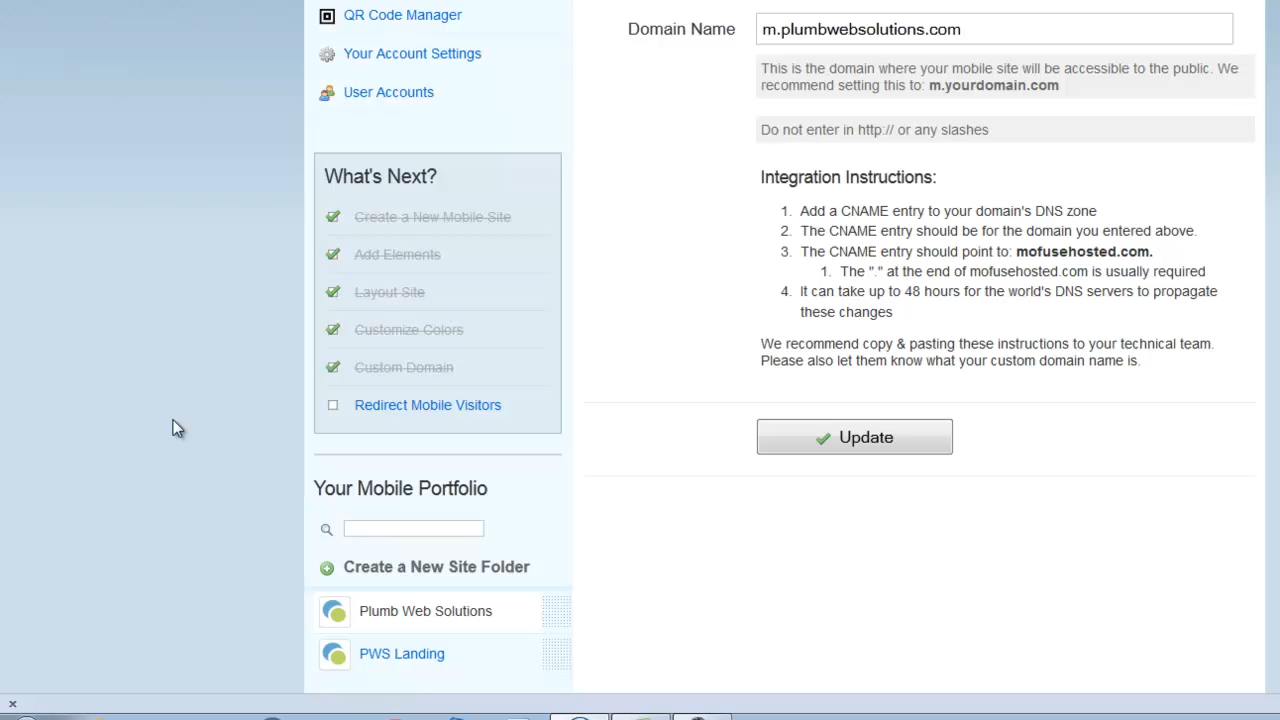 QR Code Manager
Your Account Settings
User Accounts
What's Next?
Create a New Mobile Site
Add Elements
Layout Site
Customize Colors
Custom Domain
Redirect Mobile Visitors
Your Mobile Portfolio
Create a New Site Folder
Plumb Web Solutions
PWS Landing
Domain Name
m.plumbwebsolutions.com
This is the domain where your mobile site will be accessible to the public. We
recommend setting this to: m.yourdomain.com
Do not enter in http:// or any slashes
Integration Instructions:
1. Add a CNAME entry to your domain's DNS zone
2. The CNAME entry should be for the domain you entered above.
3. The CNAME entry should point to: mofusehosted.com.
1. The "." at the end of mofusehosted.com is usually required
4. It can take up to 48 hours for the world's DNS servers to propagate
these changes
We recommend copy & pasting these instructions to your technical team.
Please also let them know what your custom domain name is.
Update